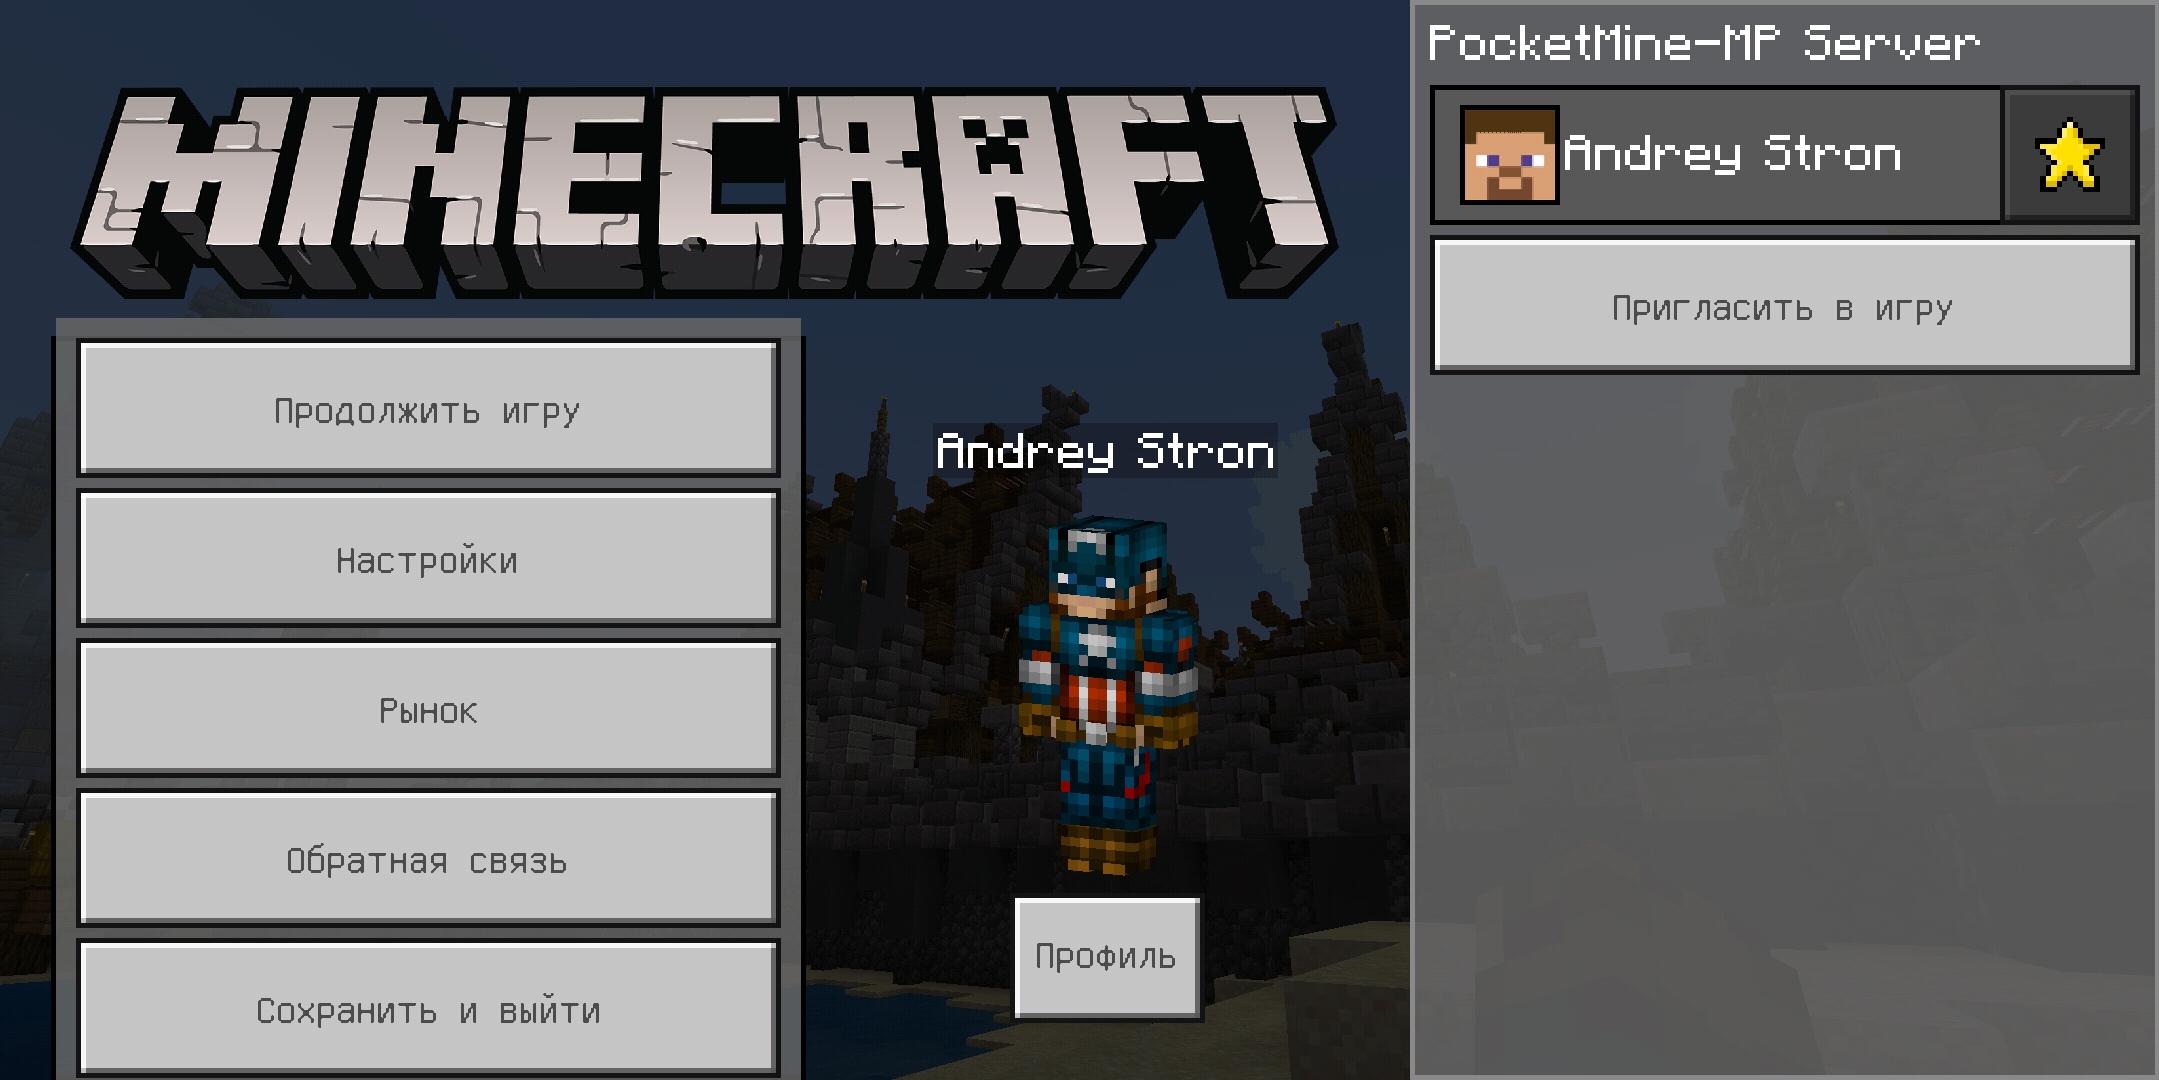 MINECRAFT
Продолжить игру
Настройки
Рынок
Обратная связь
Сохранить и выйти
Andrey Stron
Профиль
PocketMine-MP Server
Andrey Stron
Пригласить в игру